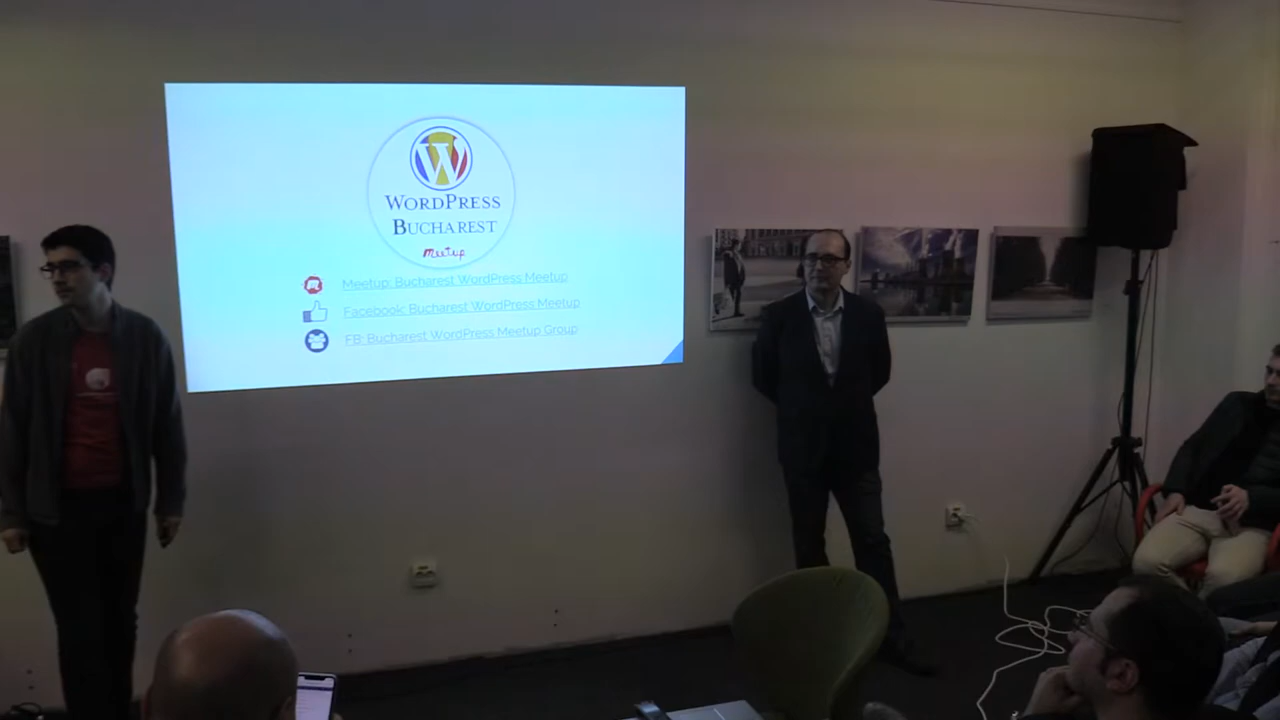 W
WORDPRESS
BUCHAREST
meetup
Meetup: Bucharest WordPress Meetup
Facebook: Bucharest WordPress Meetup
FB: Bucharest WordPress Meetup Group